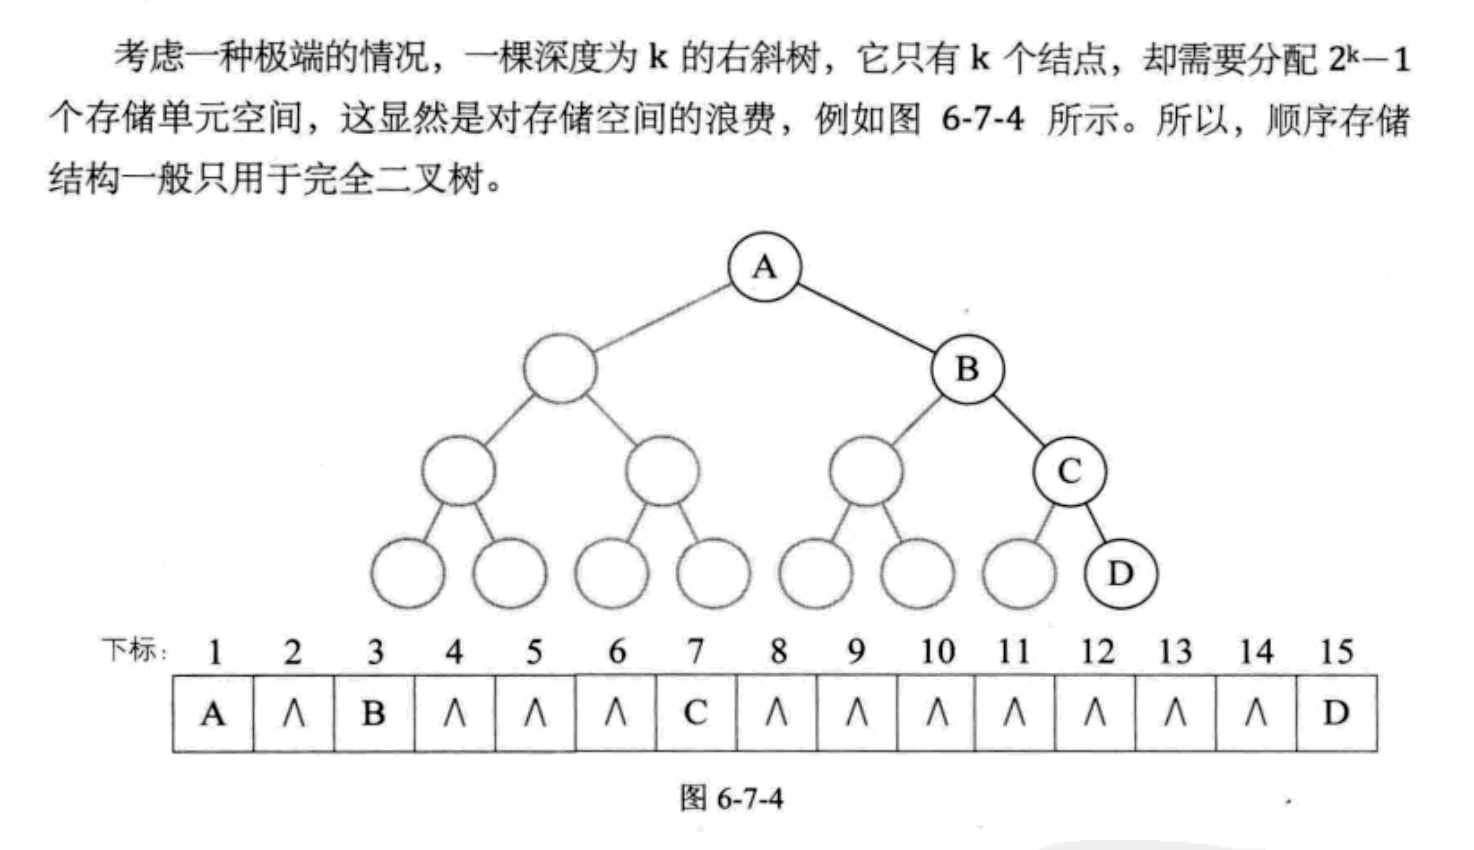 考虑一种极端的情况，一棵深度为 k 的右斜树，它只有 k 个结点，却需要分配 2ᵏ－1
个存储单元空间，这显然是对存储空间的浪费，例如图 6-7-4 所示。所以，顺序存储
结构一般只用于完全二叉树。
A
B
C
D
下标： 1 2 3 4 5 6 7 8 9 10 11 12 13 14 15
A ∧ B ∧ ∧ ∧ C ∧ ∧ ∧ ∧ ∧ ∧ ∧ D
图 6-7-4